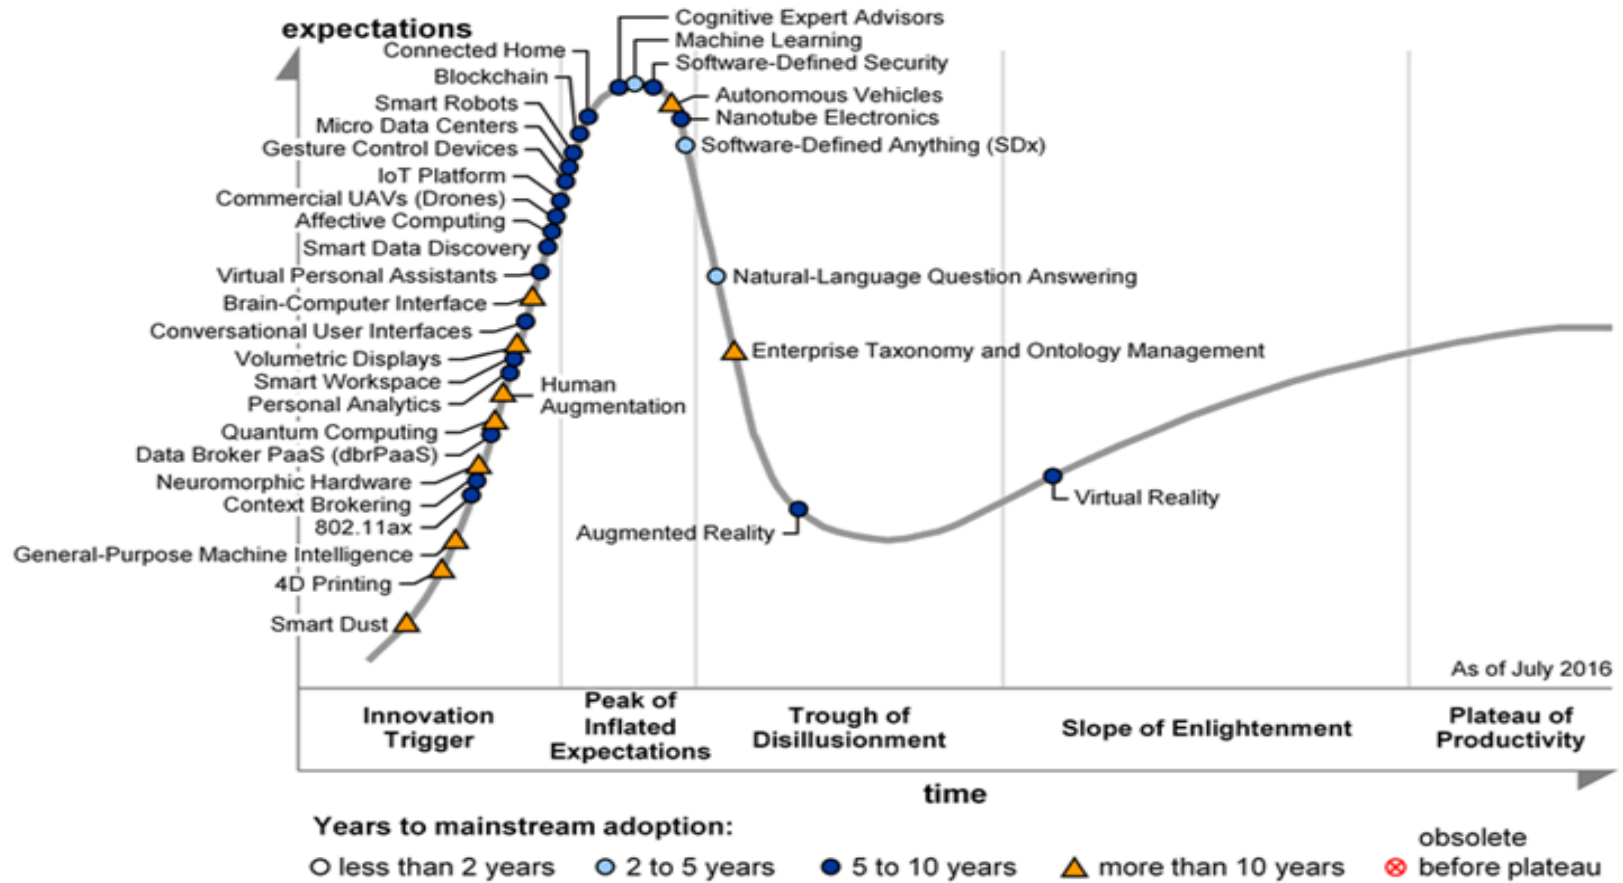 expectations
Connected Home
Blockchain
Smart Robots
Micro Data Centers
Gesture Control Devices
IoT Platform
Commercial UAVs (Drones)
Affective Computing
Smart Data Discovery
Virtual Personal Assistants
Brain-Computer Interface
Conversational User Interfaces
Volumetric Displays
Smart Workspace
Personal Analytics
Quantum Computing
Data Broker PaaS (dbrPaaS)
Neuromorphic Hardware
Context Brokering
802.11ax
General-Purpose Machine Intelligence
4D Printing
Smart Dust
Human
Augmentation
Cognitive Expert Advisors
Machine Learning
Software-Defined Security
Autonomous Vehicles
Nanotube Electronics
Software-Defined Anything (SDx)
Natural-Language Question Answering
Enterprise Taxonomy and Ontology Management
Augmented Reality
Virtual Reality
As of July 2016
Innovation
Trigger
Peak of
Inflated
Expectations
Trough of
Disillusionment
Slope of Enlightenment
Plateau of
Productivity
time
Years to mainstream adoption:
less than 2 years
2 to 5 years
5 to 10 years
more than 10 years
obsolete
before plateau